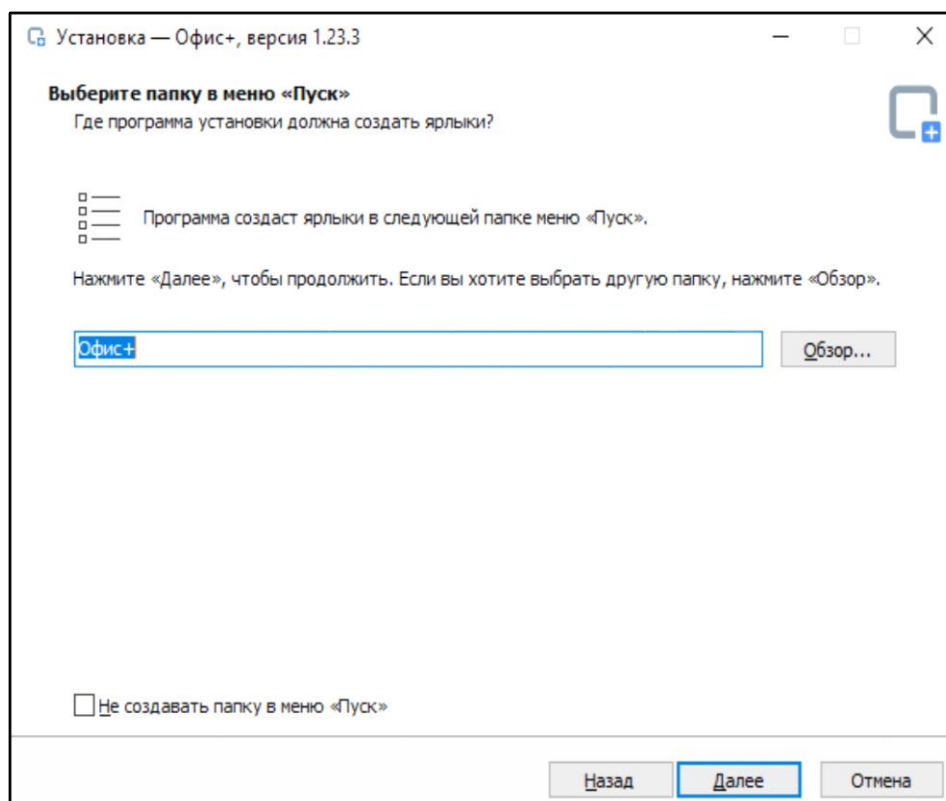 Установка — Офис+, версия 1.23.3
Выберите папку в меню «Пуск»
Где программа установки должна создать ярлыки?
Программа создаст ярлыки в следующей папке меню «Пуск».
Нажмите «Далее», чтобы продолжить. Если вы хотите выбрать другую папку, нажмите «Обзор».
Офис+
Обзор...
Не создавать папку в меню «Пуск»
Назад
Далее
Отмена